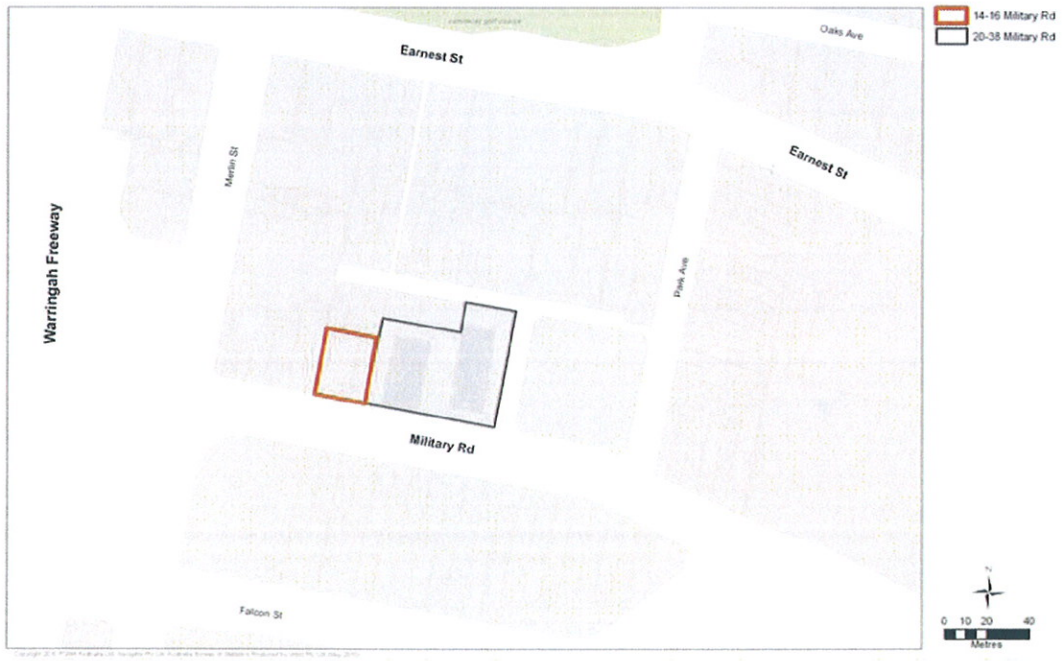 14-16 Military Rd
20-38 Military Rd
Oaks Ave
Earnest St
Earnest St
Merlin St
Warringah Freeway
Park Ave
Military Rd
Falcon St
N
0 10 20 40
Metres